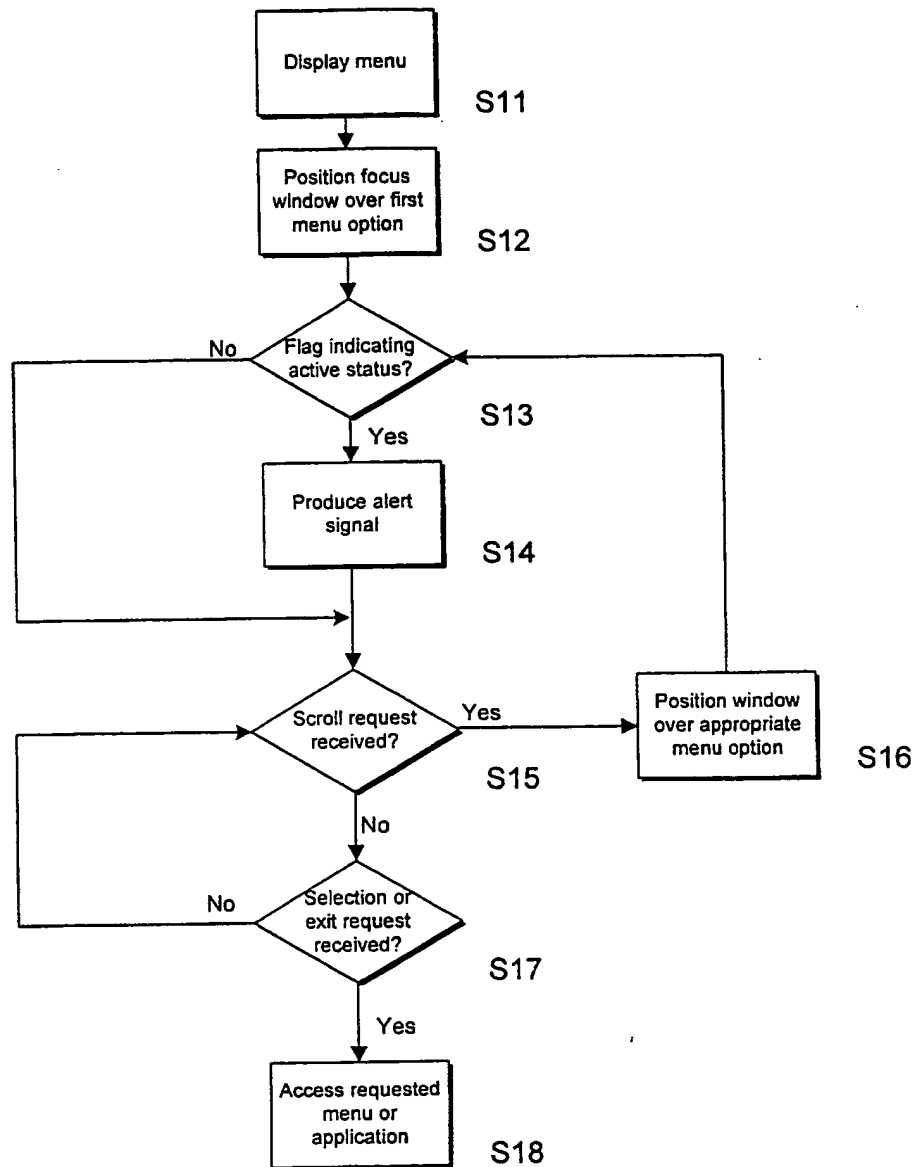 Display menu
S11
Position focus
window over first
menu option
S12
Flag indicating
active status?
No
S13
Yes
Produce alert
signal
S14
Scroll request
received?
Yes
S15
Position window
over appropriate
menu option
S16
No
Selection or
exit request
received?
No
S17
Yes
Access requested
menu or
application
S18